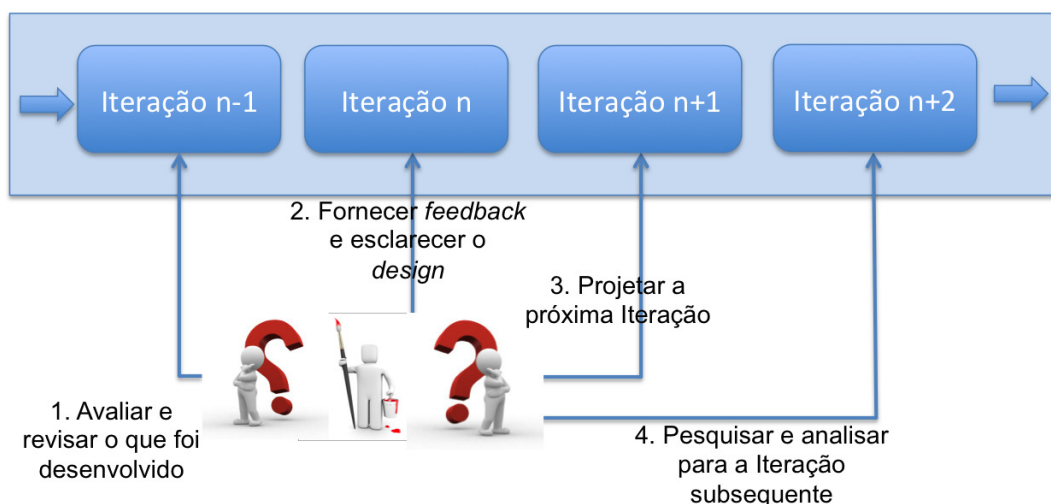 Iteração n-1
Iteração n
Iteração n+1
Iteração n+2
2. Fornecer feedback
e esclarecer o
design
3. Projetar a
próxima Iteração
1. Avaliar e
revisar o que foi
desenvolvido
4. Pesquisar e analisar
para a Iteração
subsequente